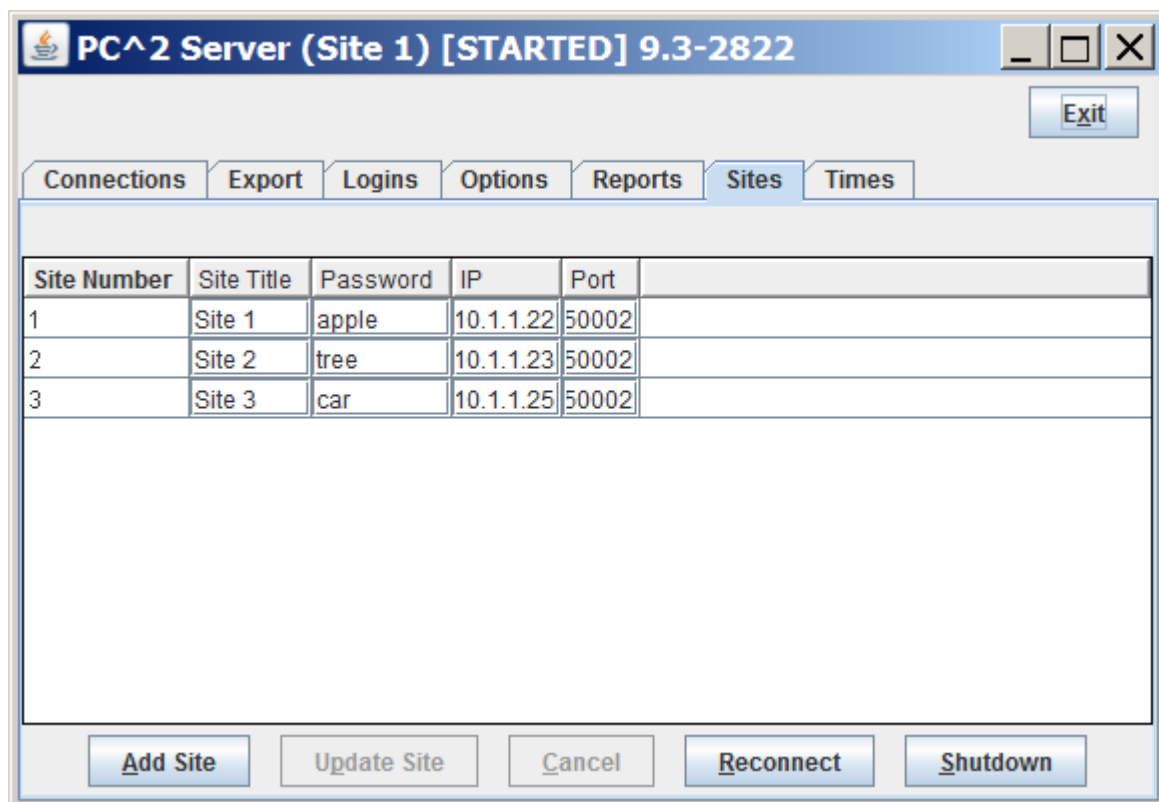 PC^2 Server (Site 1) [STARTED] 9.3-2822
Exit
Connections Export Logins Options Reports Sites Times
Site Number Site Title Password IP Port
1 Site 1 apple 10.1.1.22 50002
2 Site 2 tree 10.1.1.23 50002
3 Site 3 car 10.1.1.25 50002
Add Site Update Site Cancel Reconnect Shutdown